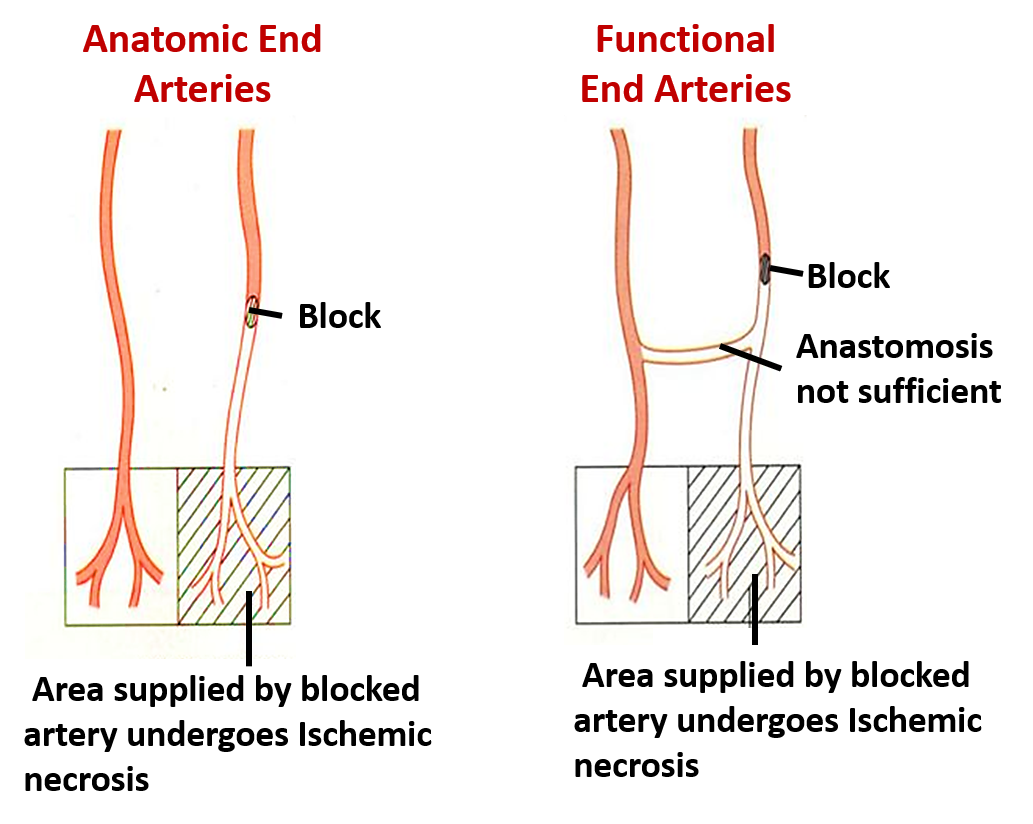 Anatomic End
Arteries
Block
Area supplied by blocked
artery undergoes Ischemic
necrosis
Functional
End Arteries
Block
Anastomosis
not sufficient
Area supplied by blocked
artery undergoes Ischemic
necrosis